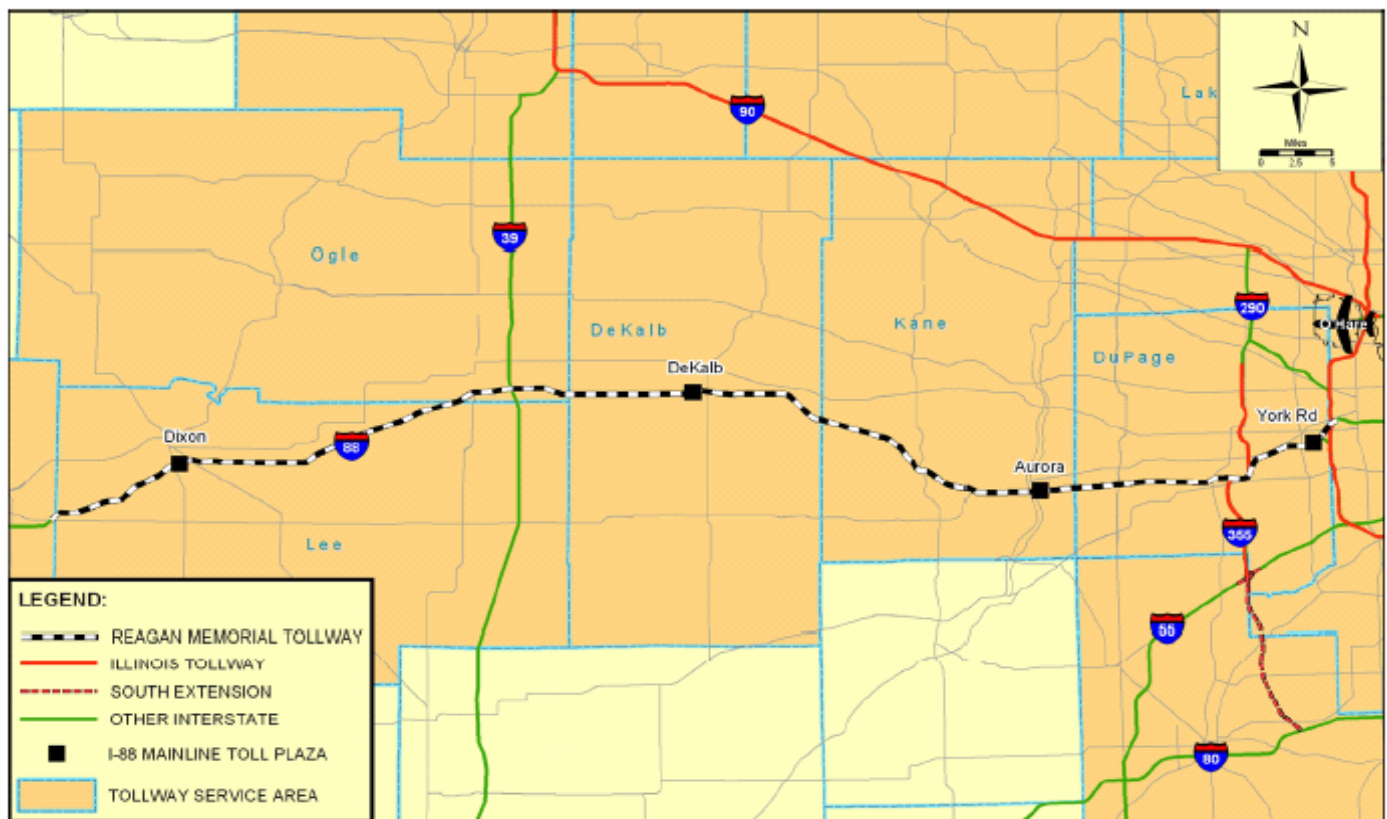 N
Miles
0 2.5 5
Lak
90
39
Ogle
DeKalb
Kane
290
O'Hare
DuPage
DeKalb
York Rd
Dixon
88
Aurora
355
Lee
55
80
LEGEND:
REAGAN MEMORIAL TOLLWAY
ILLINOIS TOLLWAY
SOUTH EXTENSION
OTHER INTERSTATE
I-88 MAINLINE TOLL PLAZA
TOLLWAY SERVICE AREA